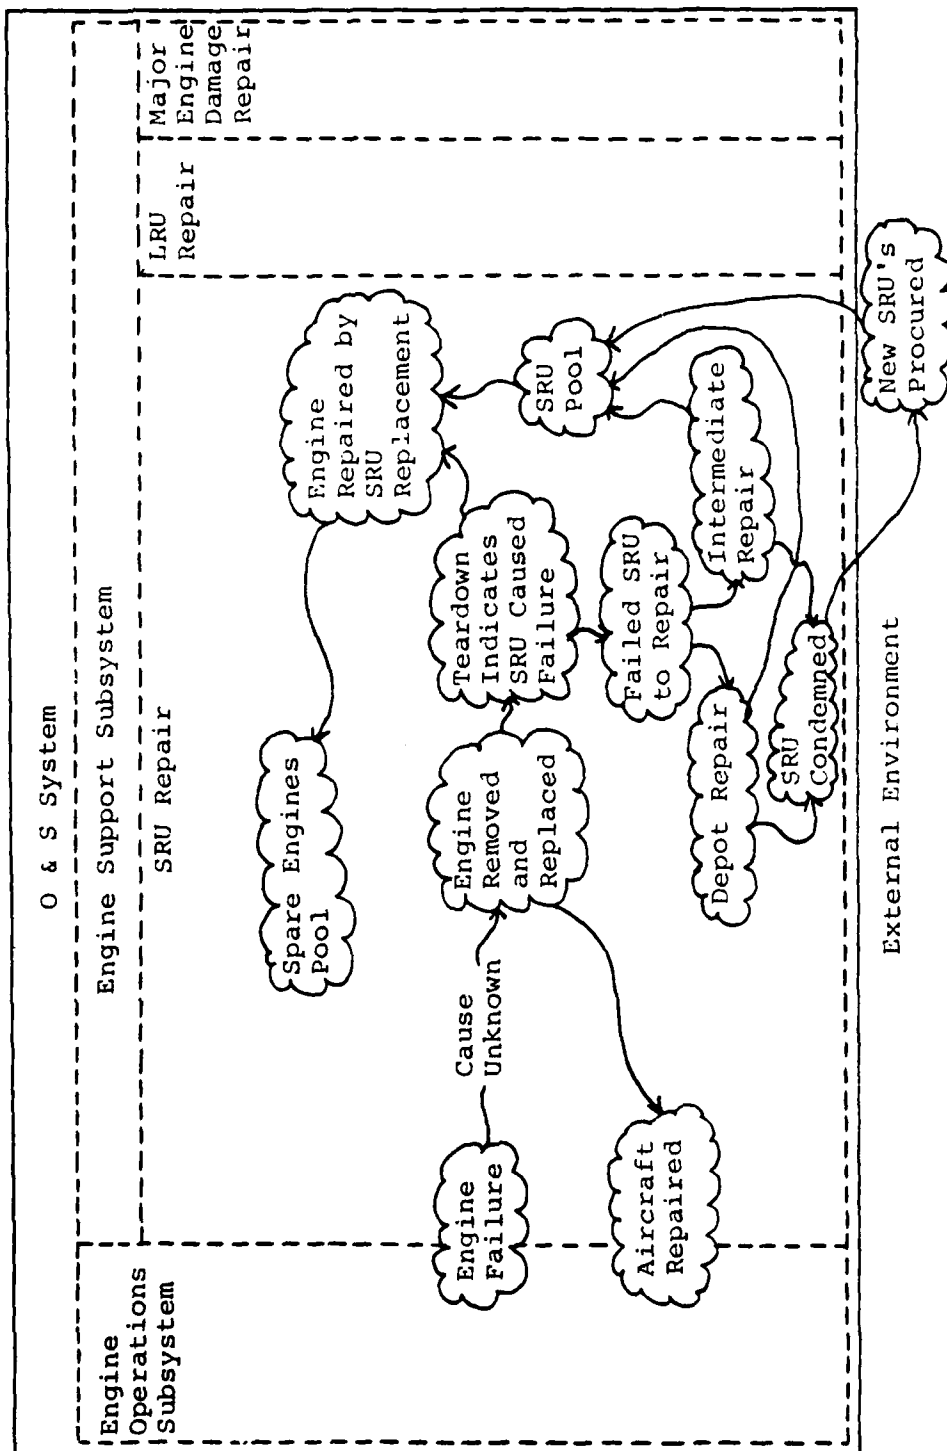 O & S System
Engine
Operations
Subsystem
Engine Support Subsystem
SRU Repair
LRU
Repair
Major
Engine
Damage
Repair
Spare Engines
Pool
Engine
Repaired by
SRU
Replacement
Engine
Failure
Cause
Unknown
Engine
Removed
and
Replaced
Teardown
Indicates
SRU Caused
Failure
SRU
Pool
Aircraft
Repaired
Failed SRU
to Repair
Depot Repair
Intermediate
Repair
SRU
Condemned
New SRU's
Procured
External Environment